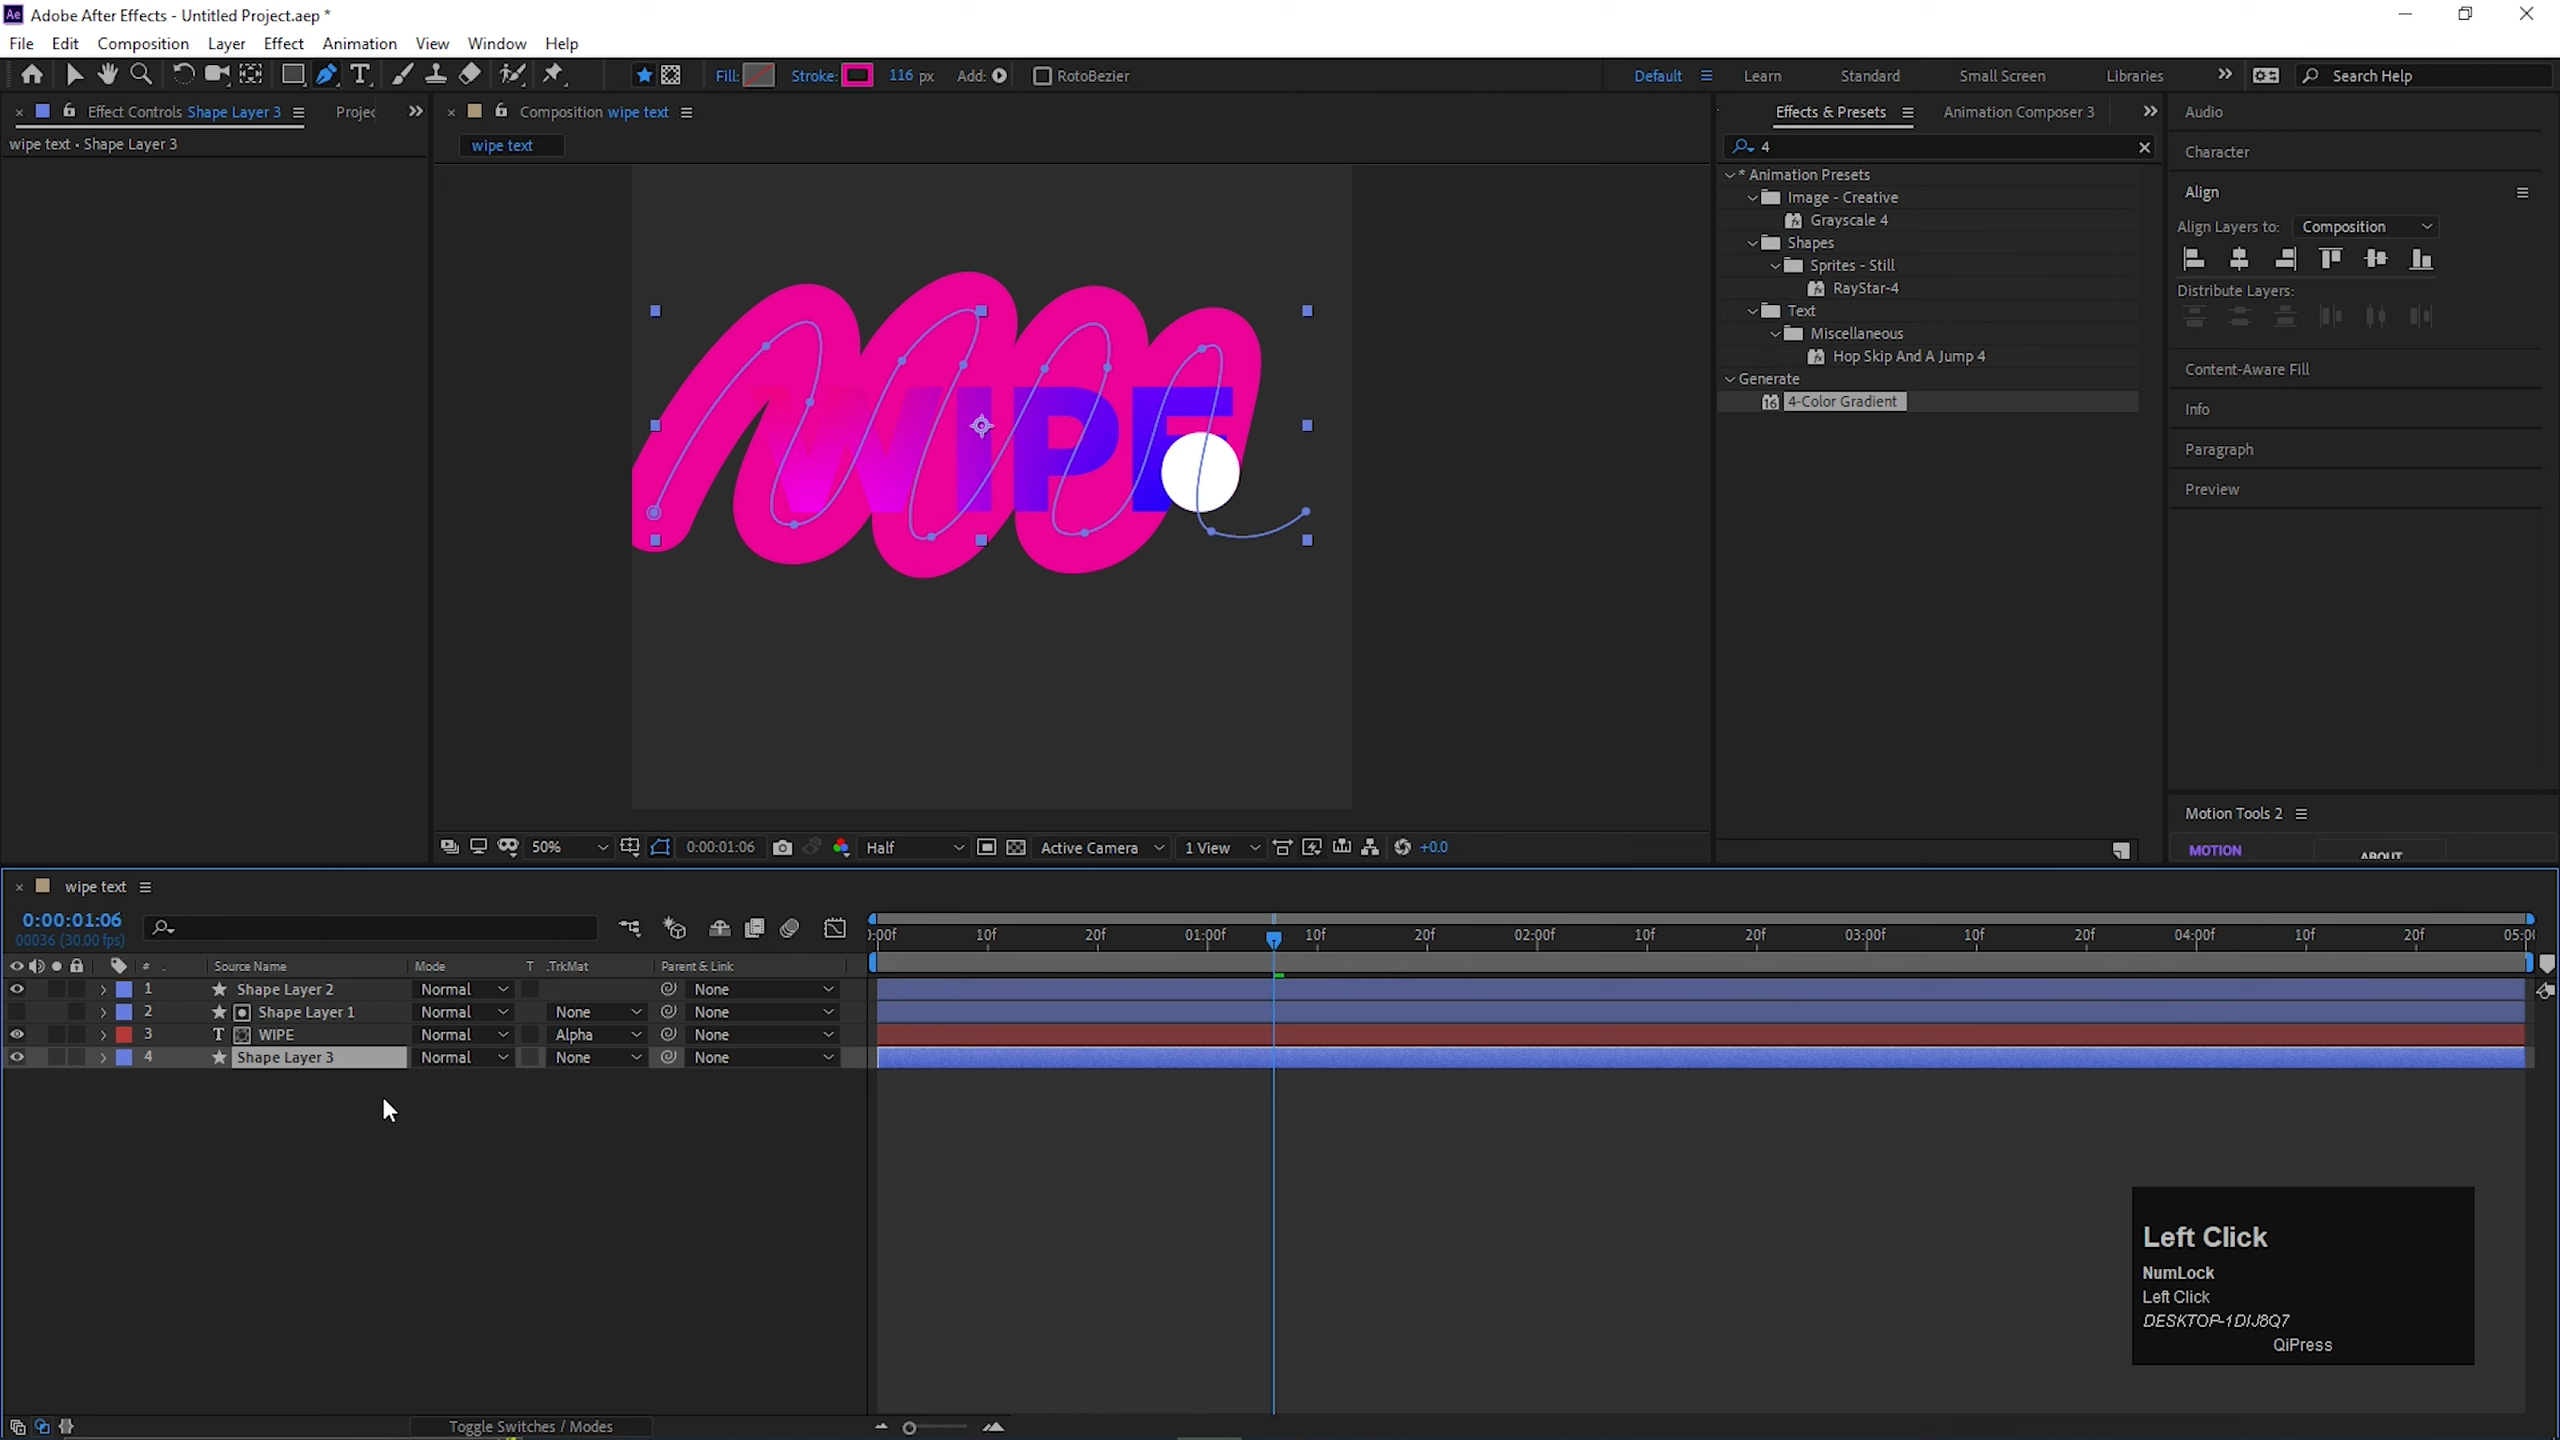 Ae Adobe After Effects - Untitled Project.aep *
File Edit Composition Layer Effect Animation View Window Help
Fill: Stroke: 116 px Add: RotoBezier Default Learn Standard Small Screen Libraries Search Help
Effect Controls Shape Layer 3 Projec
Composition wipe text
Effects & Presets Animation Composer 3
Audio
wipe text • Shape Layer 3
wipe text
4
Character
* Animation Presets
Image - Creative
Grayscale 4
Shapes
Sprites - Still
RayStar-4
Text
Miscellaneous
Hop Skip And A Jump 4
Generate
4-Color Gradient
Align
Align Layers to: Composition
Distribute Layers:
Content-Aware Fill
Info
Paragraph
Preview
Motion Tools 2
MOTION ABOUT
WIPE
50% 0:00:01:06 Half Active Camera 1 View +0.0
wipe text
0:00:01:06
00036 (30.00 fps)
):00f 10f 20f 01:00f 10f 20f 02:00f 10f 20f 03:00f 10f 20f 04:00f 10f 20f 05:0(
# Source Name Mode T .TrkMat Parent & Link
1 Shape Layer 2 Normal None
2 Shape Layer 1 Normal None None
3 T WIPE Normal Alpha None
4 Shape Layer 3 Normal None None
Left Click
NumLock
Left Click
DESKTOP-1DIJ8Q7
QiPress
Toggle Switches / Modes